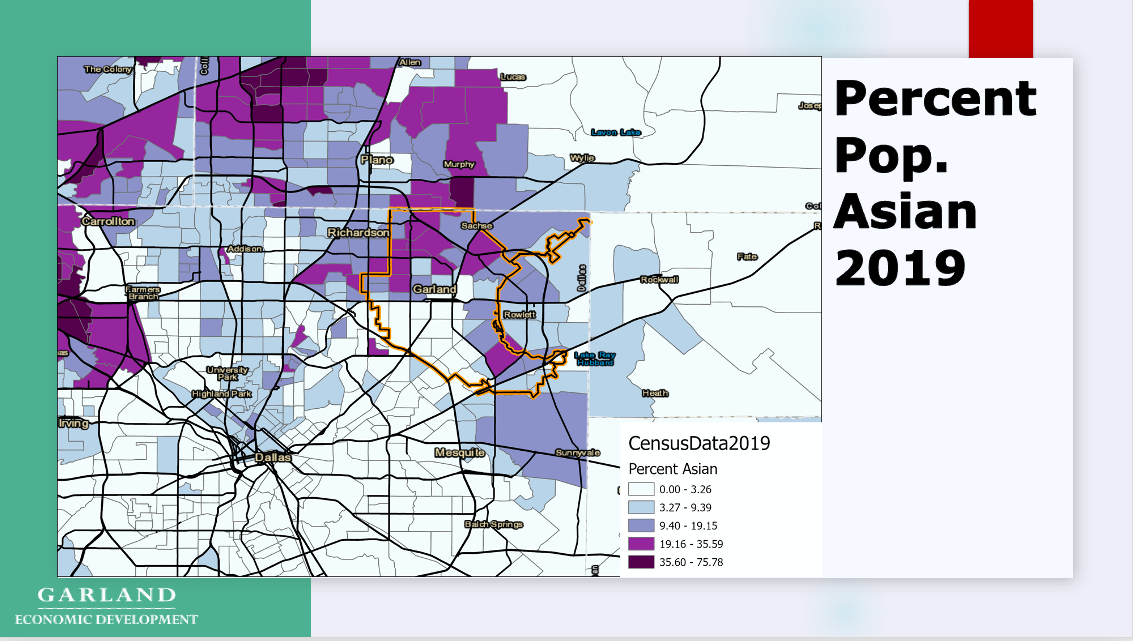 Percent
Pop.
Asian
2019
The Colony
Allen
Lucas
Lavon Lake
Plano
Murphy
Wylie
Carrollton
Richardson
Sachse
Addison
Fate
Farmers
Branch
Garland
Dallas
Rockwall
Rowlett
University
Park
Lake Ray
Hubbard
Highland Park
Heath
Irving
Dallas
Mesquite
Sunnyvale
Balch Springs
CensusData2019
Percent Asian
0.00 - 3.26
3.27 - 9.39
9.40 - 19.15
19.16 - 35.59
35.60 - 75.78
GARLAND
ECONOMIC DEVELOPMENT